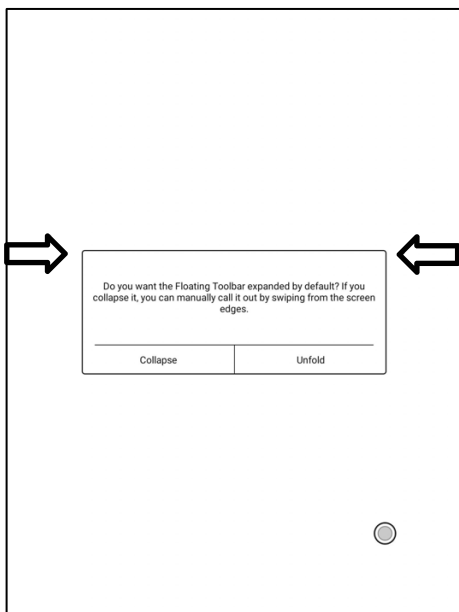 Do you want the Floating Toolbar expanded by default? If you
collapse it, you can manually call it out by swiping from the screen
edges.
Collapse
Unfold